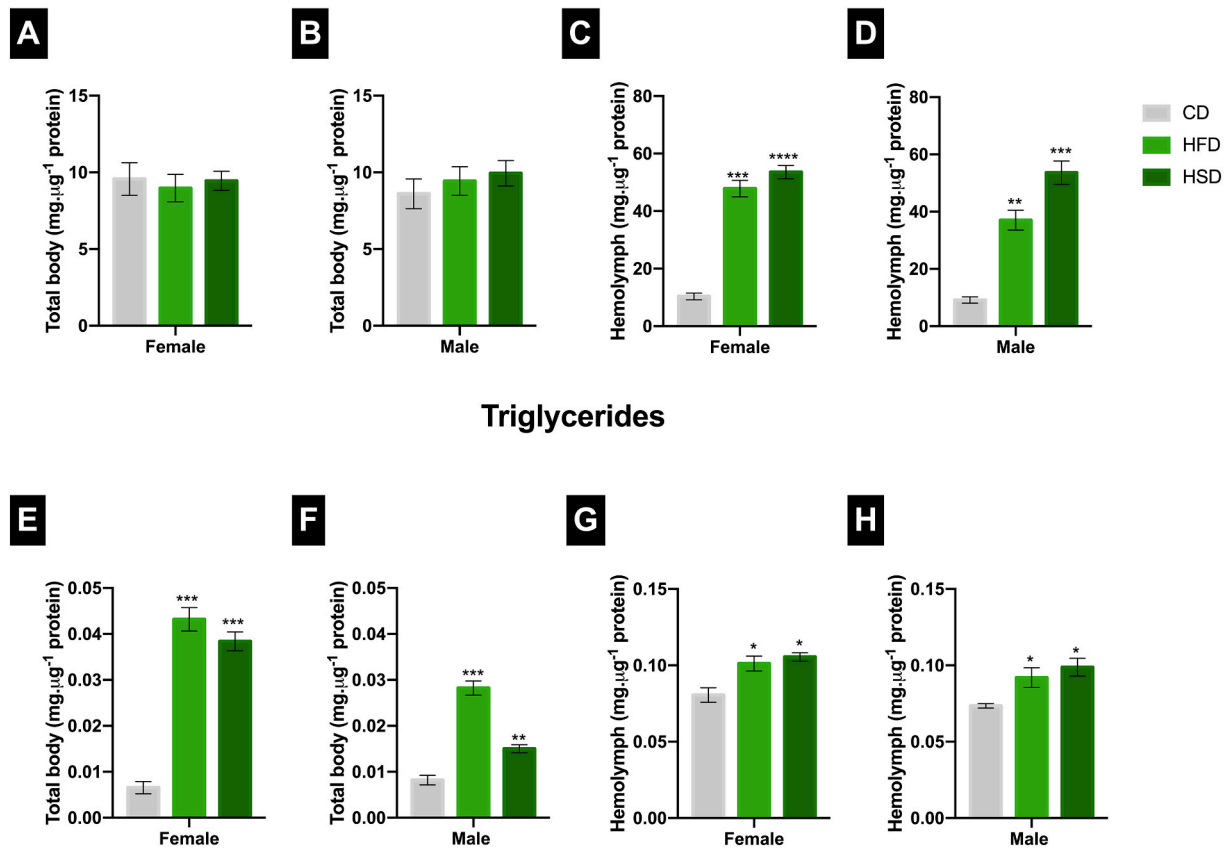 A
B
C
D
Total body (mg.µg-1 protein)
15
10
5
0
Female
Total body (mg.µg-1 protein)
15
10
5
0
Male
Hemolymph (mg.µg-1 protein)
80
60
40
20
0
***
****
Female
Hemolymph (mg.µg-1 protein)
80
60
40
20
0
**
***
Male
CD
HFD
HSD
Triglycerides
E
F
G
H
Total body (mg.µg-1 protein)
0.05
0.04
0.03
0.02
0.01
0.00
***
***
Female
Total body (mg.µg-1 protein)
0.05
0.04
0.03
0.02
0.01
0.00
***
**
Male
Hemolymph (mg.µg-1 protein)
0.15
0.10
0.05
0.00
*
*
Female
Hemolymph (mg.µg-1 protein)
0.15
0.10
0.05
0.00
*
*
Male